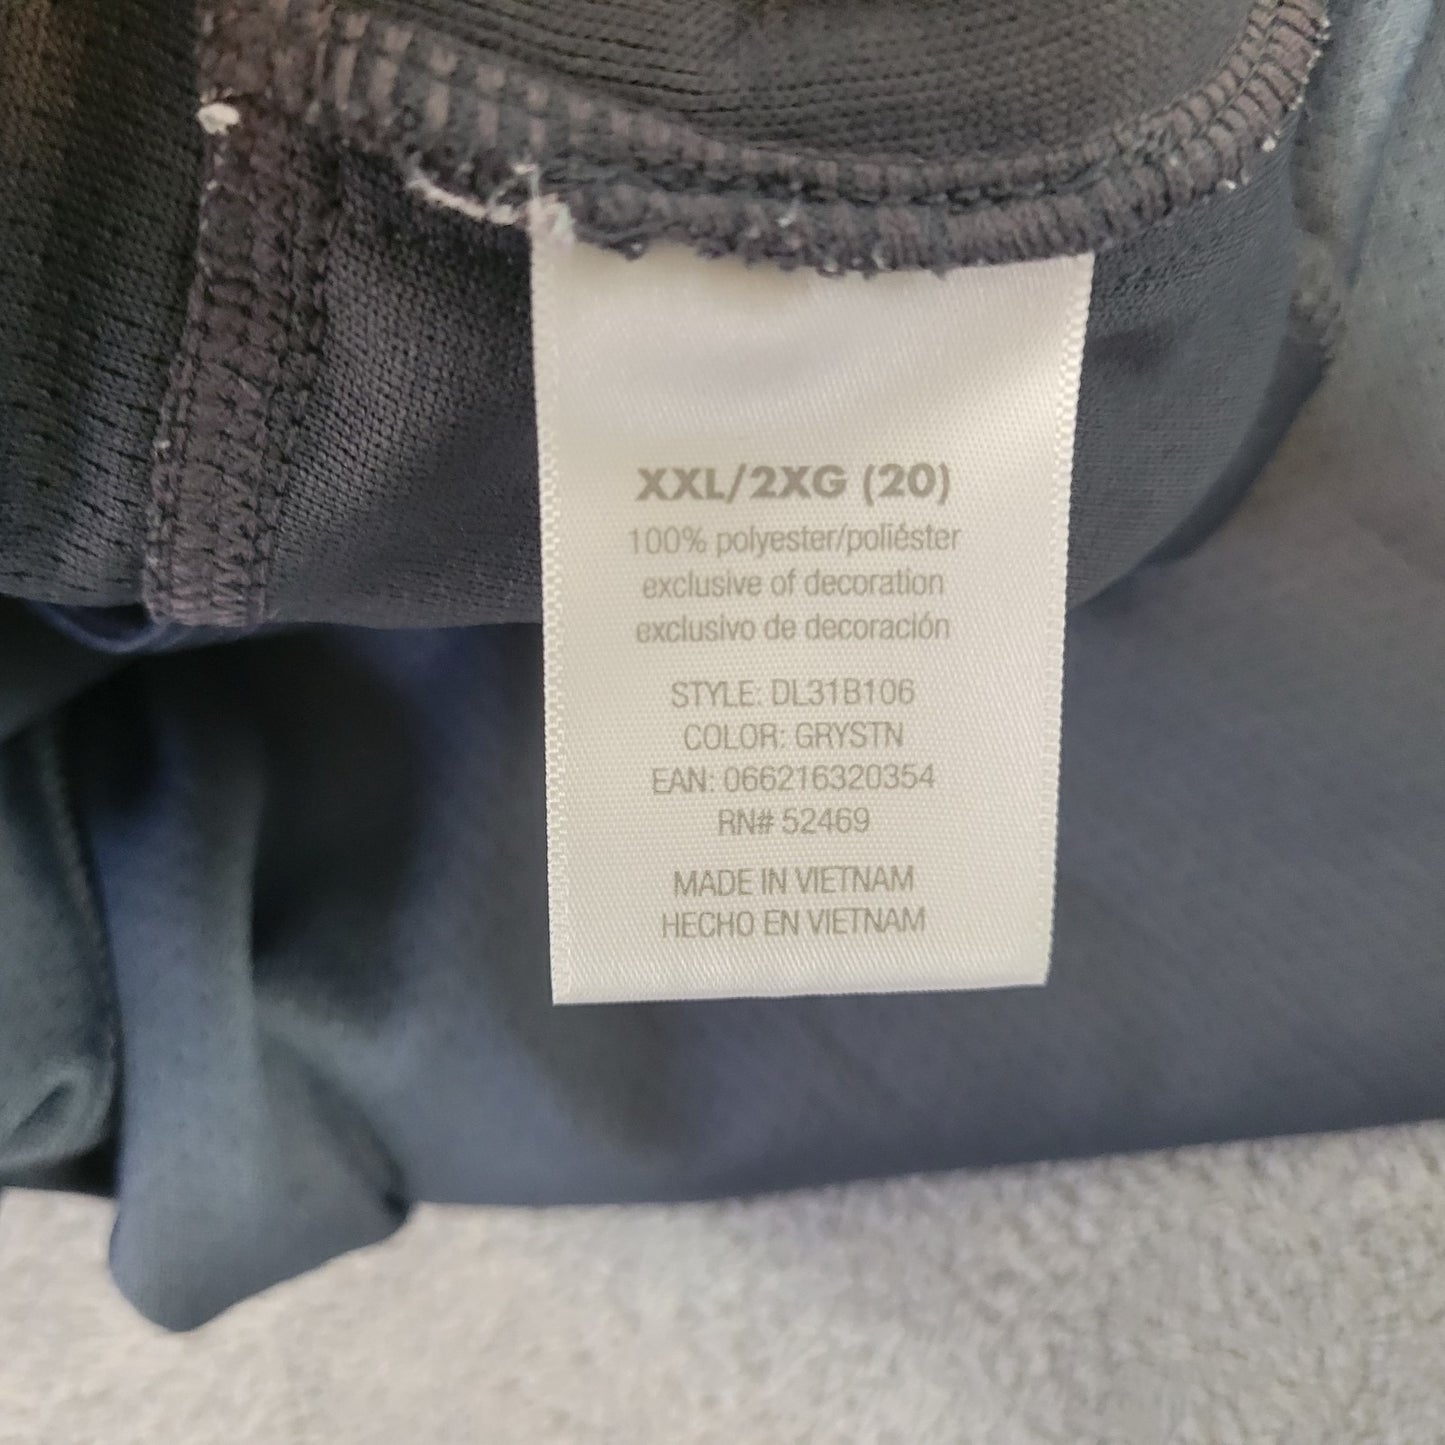 XXL/2XG (20)
100% polyester/poliéster
exclusive of decoration
exclusivo de decoración
STYLE: DL31B106
COLOR: GRYSTN
EAN: 066216320354
RN# 52469
MADE IN VIETNAM
HECHO EN VIETNAM